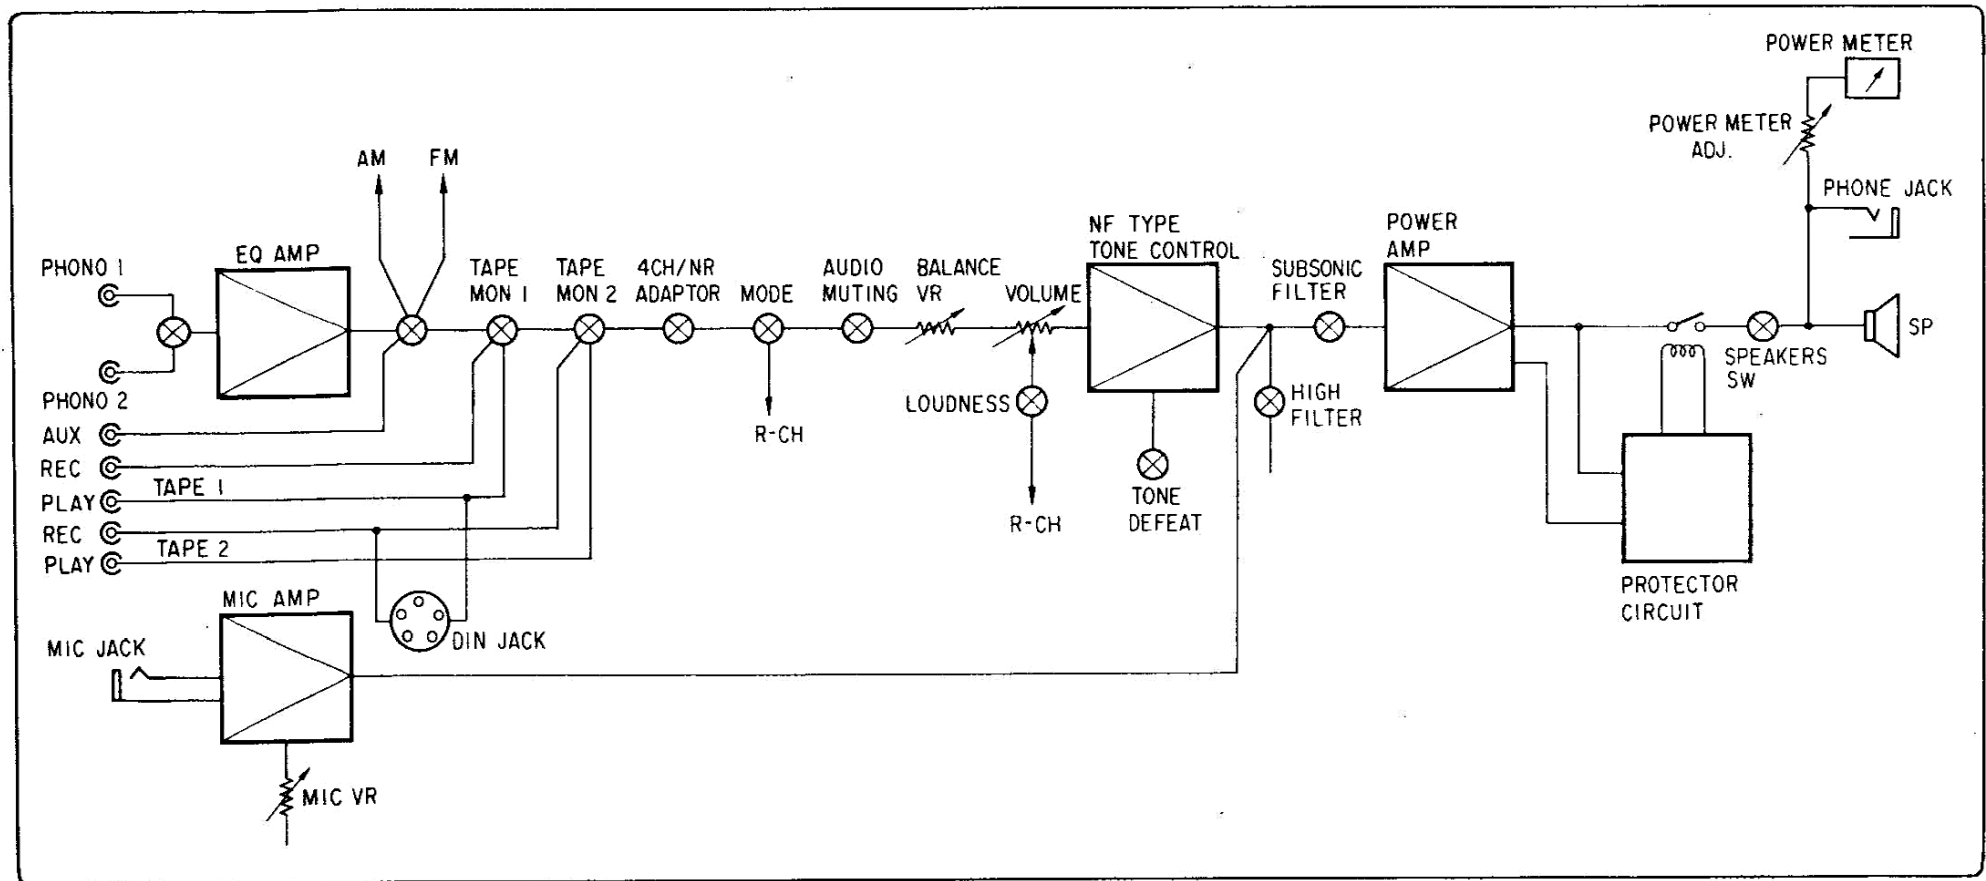 POWER METER
POWER METER
ADJ.
PHONE JACK
AM
FM
PHONO 1
EQ AMP
TAPE
MON 1
TAPE
MON 2
4CH/NR
ADAPTOR
MODE
AUDIO
MUTING
BALANCE
VR
VOLUME
NF TYPE
TONE CONTROL
SUBSONIC
FILTER
POWER
AMP
SP
SPEAKERS
SW
PHONO 2
AUX
REC
PLAY
TAPE 1
REC
PLAY
TAPE 2
R-CH
LOUDNESS
R-CH
TONE
DEFEAT
HIGH
FILTER
PROTECTOR
CIRCUIT
MIC AMP
MIC JACK
DIN JACK
MIC VR